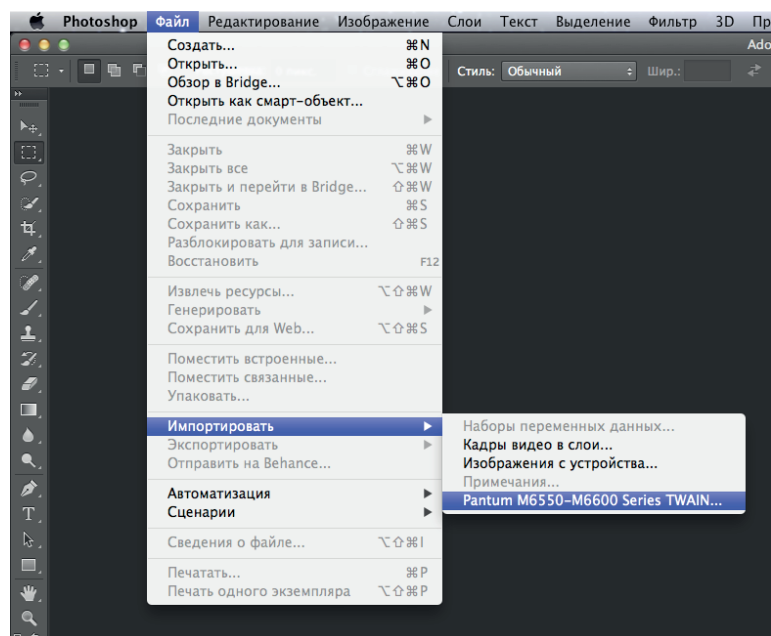 Photoshop Файл Редактирование Изображение Слои Текст Выделение Фильтр 3D Пр
Ado
Стиль: Обычный Шир.:
Создать... ⌘N
Открыть... ⌘O
Обзор в Bridge... ⌥⌘O
Открыть как смарт-объект...
Последние документы ▶
Закрыть ⌘W
Закрыть все ⌥⌘W
Закрыть и перейти в Bridge... ⇧⌘W
Сохранить ⌘S
Сохранить как... ⇧⌘S
Разблокировать для записи...
Восстановить F12
Извлечь ресурсы... ⌥⇧⌘W
Генерировать ▶
Сохранить для Web... ⌥⇧⌘S
Поместить встроенные...
Поместить связанные...
Упаковать...
Импортировать ▶
Экспортировать ▶
Отправить на Behance...
Автоматизация ▶
Сценарии ▶
Сведения о файле... ⌥⇧⌘I
Печатать... ⌘P
Печать одного экземпляра ⌥⇧⌘P
Наборы переменных данных...
Кадры видео в слои...
Изображения с устройства...
Примечания...
Pantum M6550-M6600 Series TWAIN...